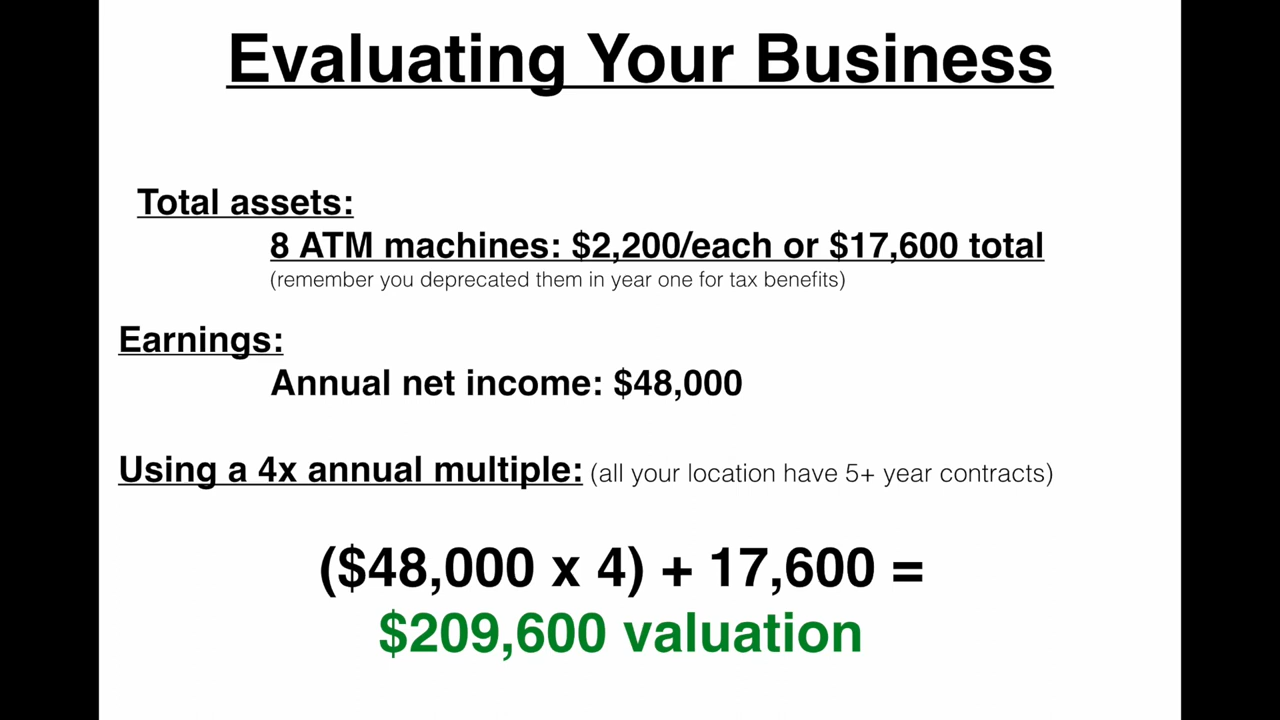 Evaluating Your Business
Total assets:
8 ATM machines: $2,200/each or $17,600 total
(remember you deprecated them in year one for tax benefits)
Earnings:
Annual net income: $48,000
Using a 4x annual multiple: (all your location have 5+ year contracts)
($48,000 x 4) + 17,600 =
$209,600 valuation